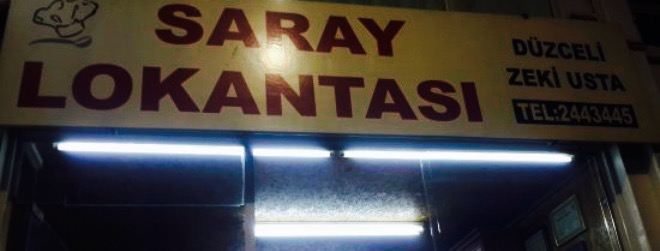 SARAY
LOKANTASI
DÜZCELİ
ZEKİ USTA
TEL:2443445